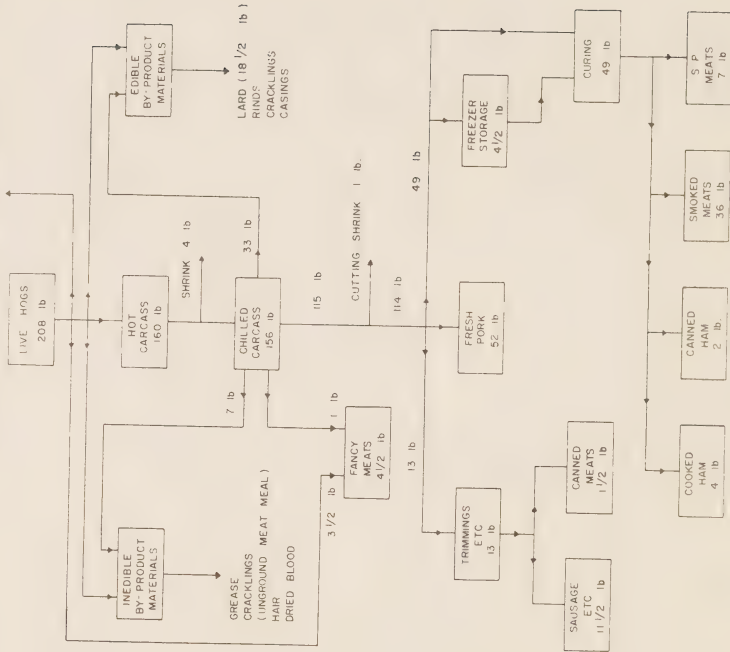 LIVE HOGS
208 lb
HOT
CARCASS
160 lb
SHRINK 4 lb
CHILLED
CARCASS
156 lb
33 lb
7 lb
1 lb
EDIBLE
BY-PRODUCT
MATERIALS
LARD (18 1/2 lb)
RINDS
CRACKLINGS
CASINGS
INEDIBLE
BY-PRODUCT
MATERIALS
GREASE
CRACKLINGS
(UNGROUND MEAT MEAL)
HAIR
DRIED BLOOD
3 1/2 lb
FANCY
MEATS
4 1/2 lb
115 lb
CUTTING SHRINK 1 lb.
114 lb
13 lb
49 lb
TRIMMINGS
ETC
13 lb
FRESH
PORK
52 lb
FREEZER
STORAGE
4 1/2 lb
CURING
49 lb
SAUSAGE
ETC
11 1/2 lb
CANNED
MEATS
1 1/2 lb
COOKED
HAM
4 lb
CANNED
HAM
2 lb.
SMOKED
MEATS
36 lb
S P
MEATS
7 lb